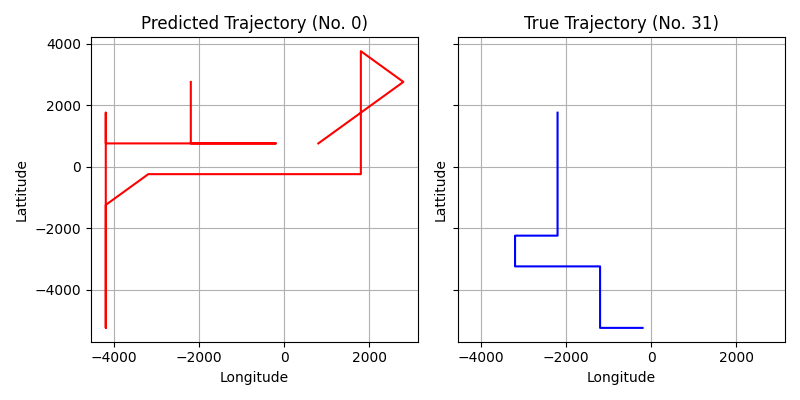 Predicted Trajectory (No. 0)
True Trajectory (No. 31)
4000
2000
0
−2000
−4000
Lattitude
Lattitude
−4000 −2000 0 2000
−4000 −2000 0 2000
Longitude
Longitude